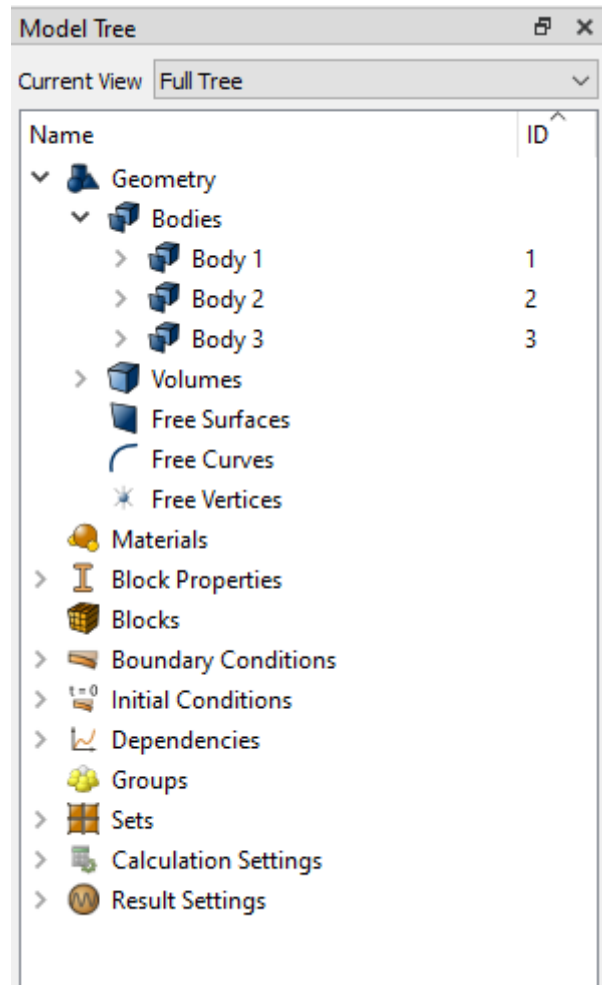 Model Tree
Current View Full Tree
Name ID
Geometry
Bodies
Body 1 1
Body 2 2
Body 3 3
Volumes
Free Surfaces
Free Curves
Free Vertices
Materials
Block Properties
Blocks
Boundary Conditions
t=0 Initial Conditions
Dependencies
Groups
Sets
Calculation Settings
Result Settings